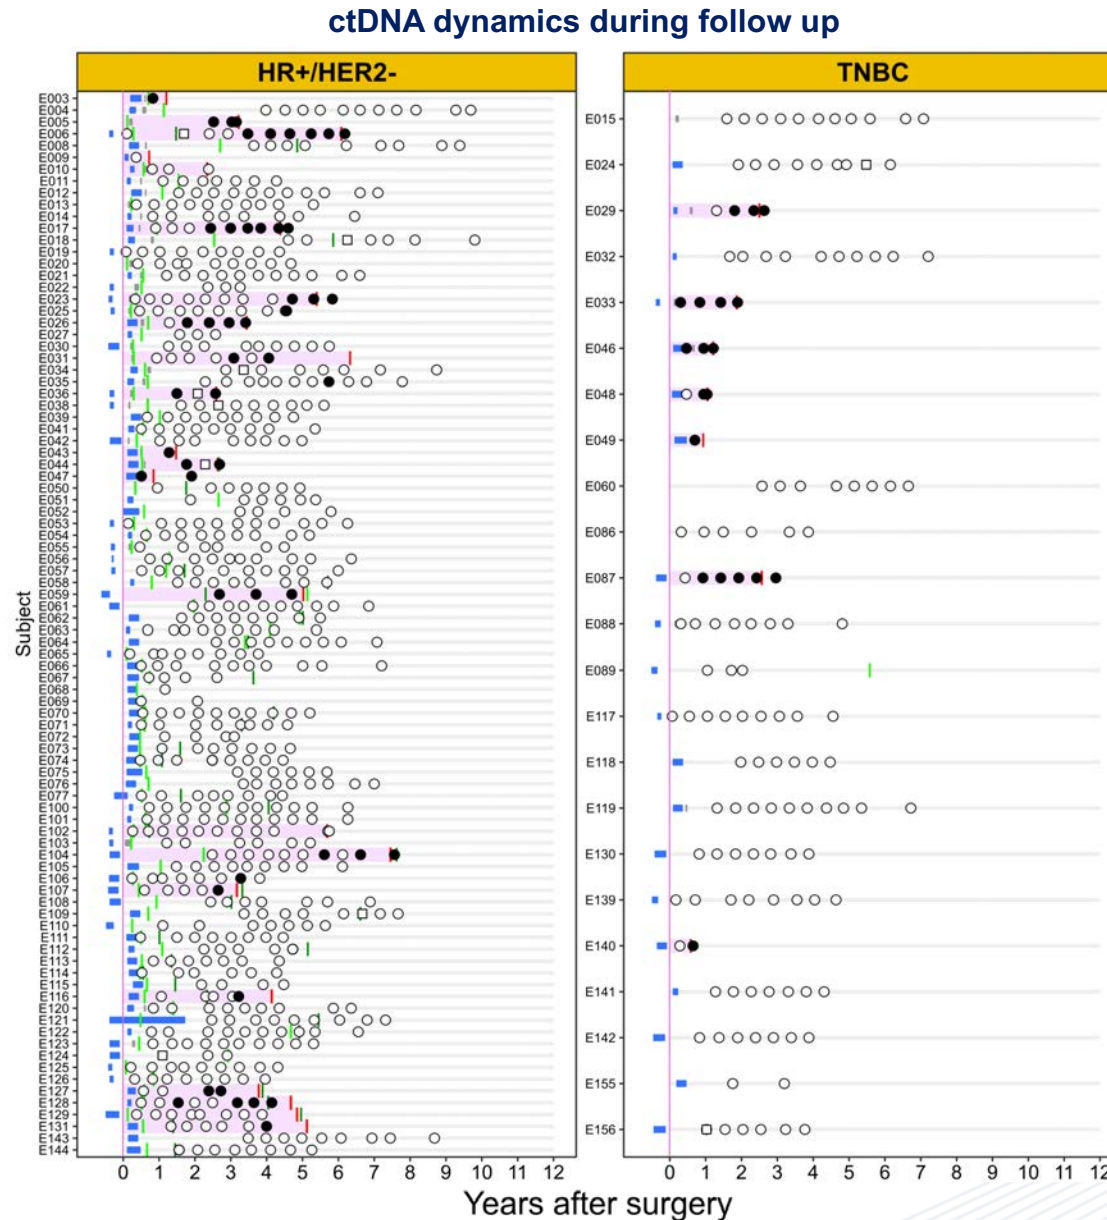 ctDNA dynamics during follow up
HR+/HER2-
TNBC
Subject
E003
E004
E005
E006
E008
E009
E010
E011
E012
E013
E014
E017
E018
E019
E020
E021
E022
E023
E025
E026
E027
E030
E031
E034
E035
E036
E038
E039
E041
E042
E043
E044
E047
E050
E051
E052
E053
E054
E055
E056
E057
E058
E059
E061
E062
E063
E064
E065
E066
E067
E068
E069
E070
E071
E072
E073
E074
E075
E076
E077
E100
E101
E102
E103
E104
E105
E106
E107
E108
E109
E110
E111
E112
E113
E114
E115
E116
E120
E121
E122
E123
E124
E125
E126
E127
E128
E129
E131
E143
E144
0 1 2 3 4 5 6 7 8 9 10 11 12
E015
E024
E029
E032
E033
E046
E048
E049
E060
E086
E087
E088
E089
E117
E118
E119
E130
E139
E140
E141
E142
E155
E156
0 1 2 3 4 5 6 7 8 9 10 11 12
Years after surgery